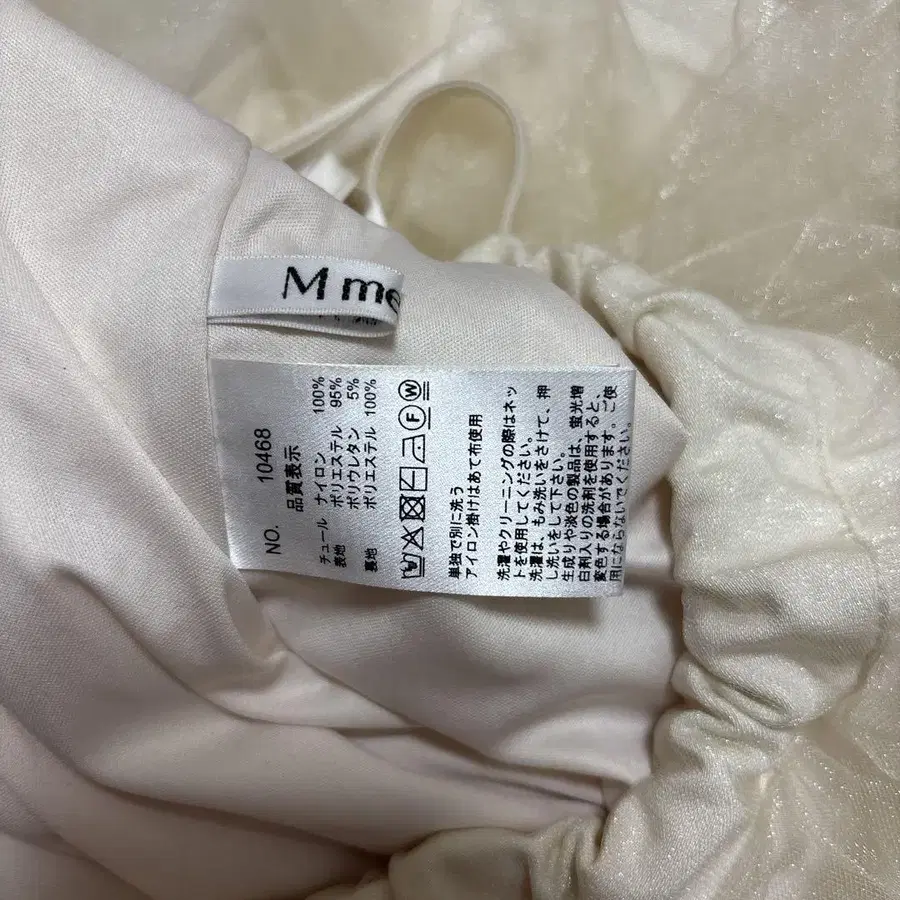 M me
NO. 10468
品質表示
チュール ナイロン 100%
表地 ポリエステル 95%
ポリウレタン 5%
裏地 ポリエステル 100%
F W
単独で別に洗う
アイロン掛けはあて布使用
洗濯やクリーニングの際はネッ
トを使用してください。
洗濯は、もみ洗いをさけて、押
し洗いをして下さい。
生成りや淡色の製品は、蛍光増
白剤入りの洗剤を使用すると、
変色する場合があります。ご使
用にならないでください。